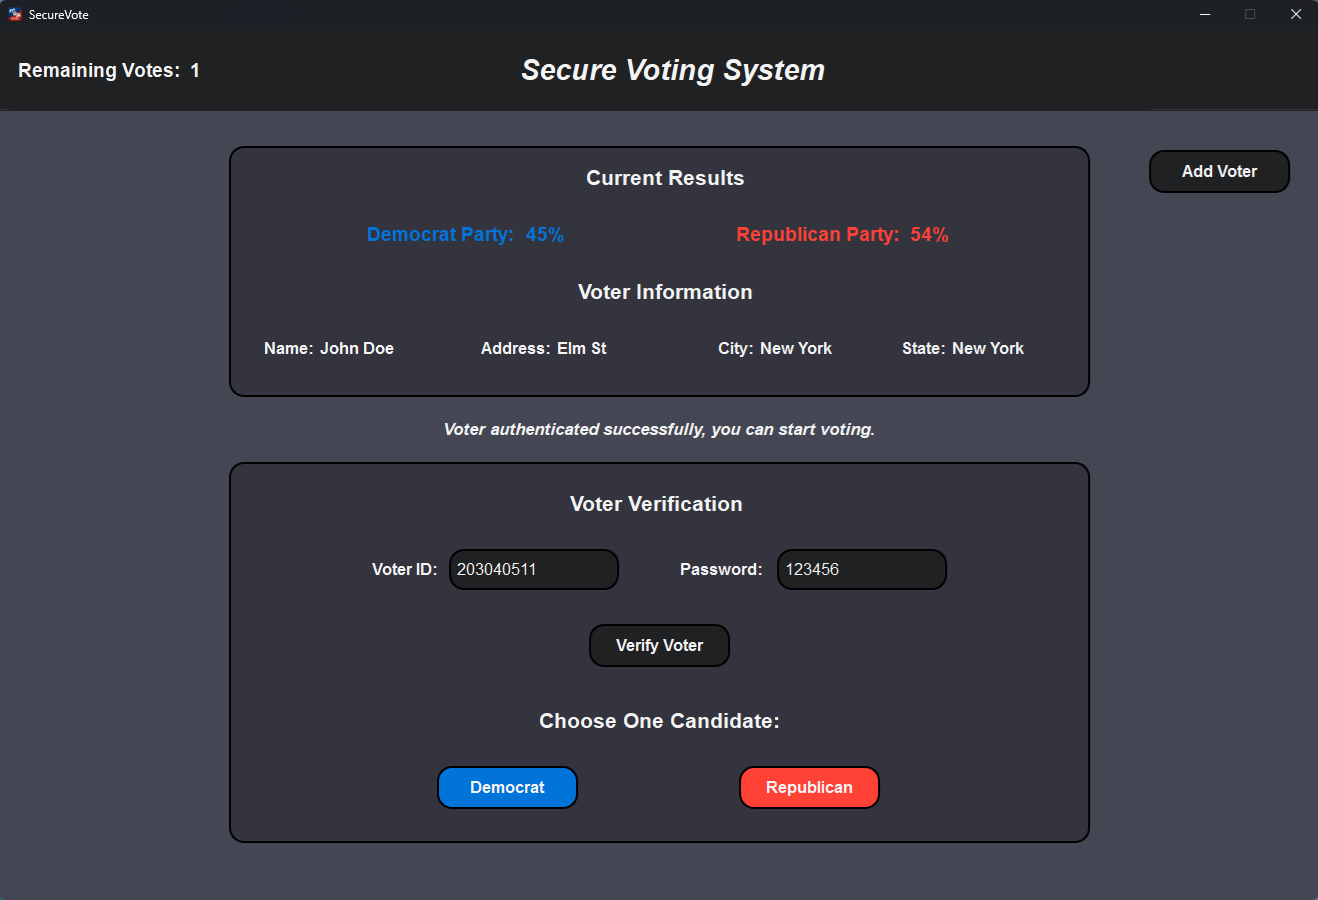 SecureVote
Remaining Votes: 1
Secure Voting System
Current Results
Add Voter
Democrat Party: 45%
Republican Party: 54%
Voter Information
Name: John Doe
Address: Elm St
City: New York
State: New York
Voter authenticated successfully, you can start voting.
Voter Verification
Voter ID: 203040511
Password: 123456
Verify Voter
Choose One Candidate:
Democrat
Republican